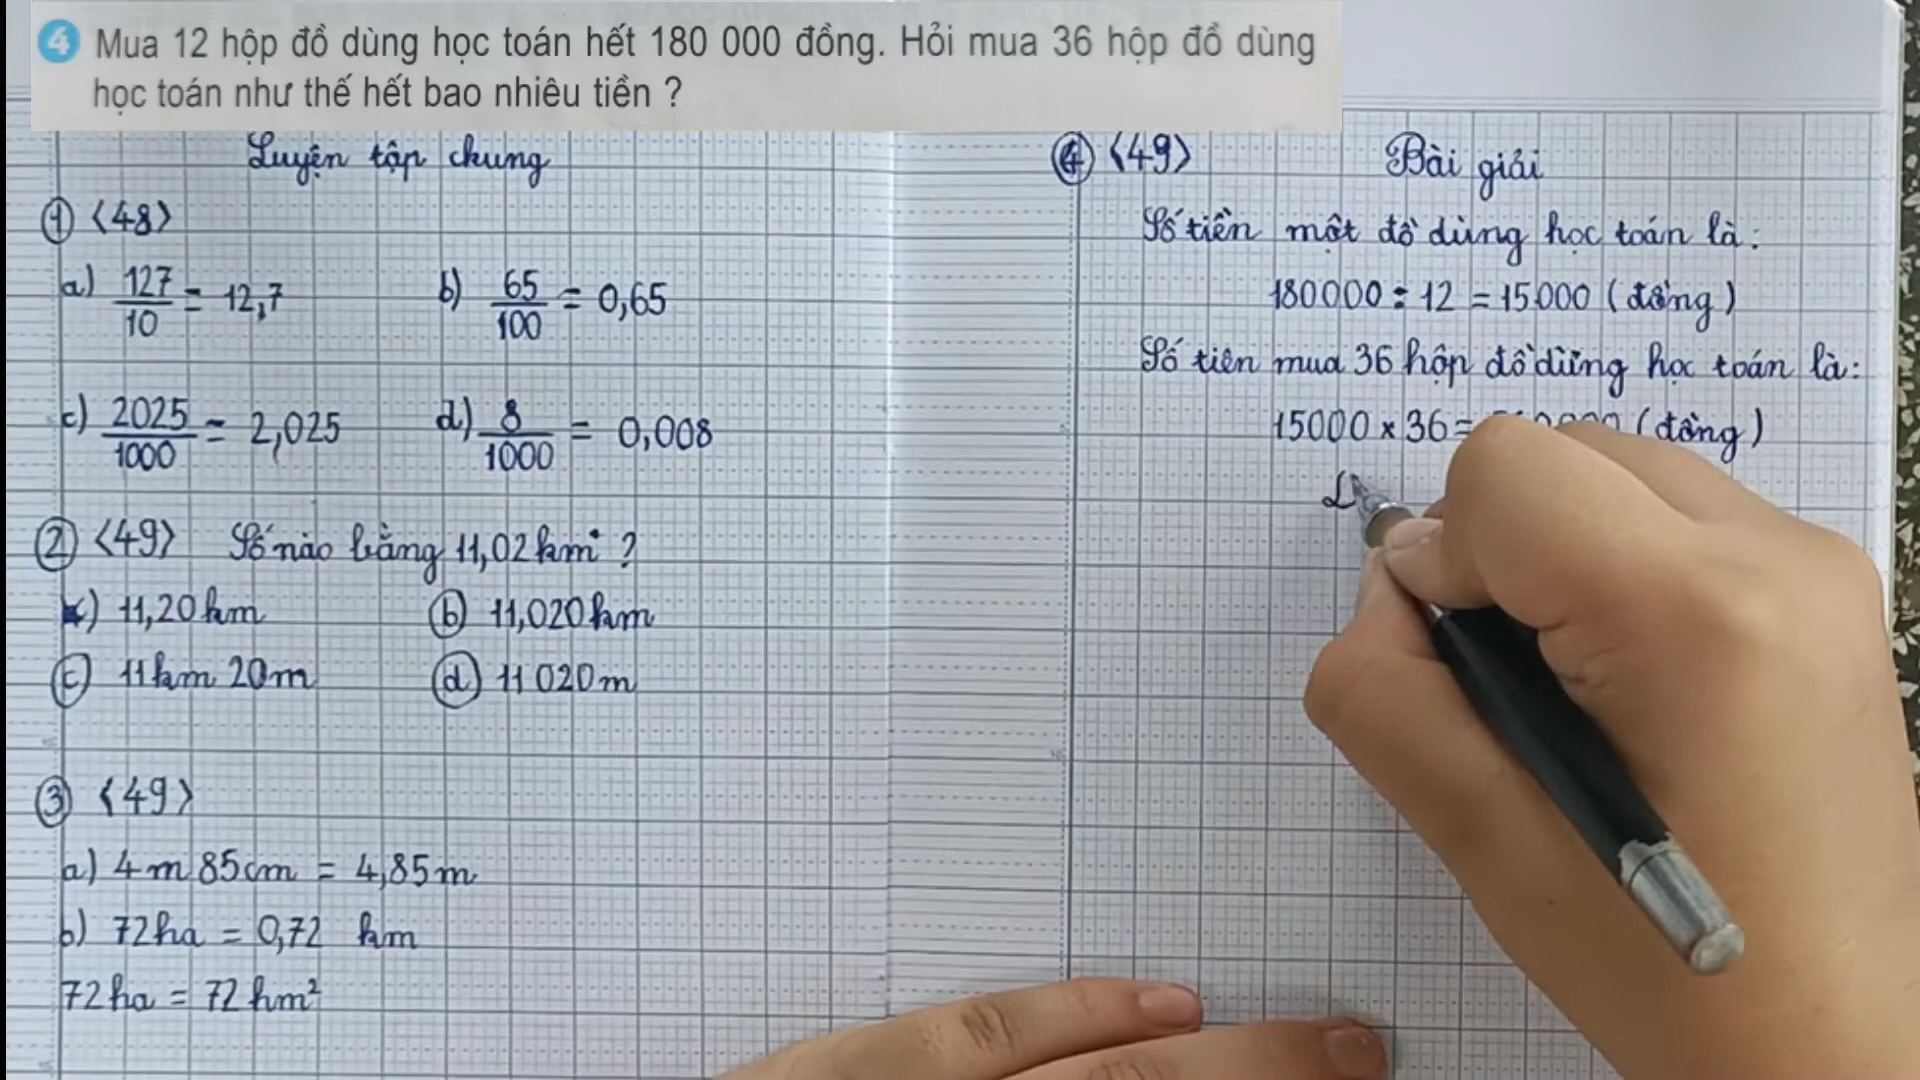 4 Mua 12 hộp đồ dùng học toán hết 180 000 đồng. Hỏi mua 36 hộp đồ dùng
học toán như thế hết bao nhiêu tiền ?
Luyện tập chung
① <48>
a) 127/10 = 12,7 b) 65/100 = 0,65
c) 2025/1000 = 2,025 d) 8/1000 = 0,008
② <49> Số nào bằng 11,02 km ?
11,20 km b) 11,020 km
c) 11 km 20 m d) 11 020 m
③ <49>
a) 4 m 85 cm = 4,85 m
b) 72 ha = 0,72 km
72 ha = 72 hm²
④ <49> Bài giải
Số tiền một đồ dùng học toán là:
180000 : 12 = 15000 (đồng)
Số tiên mua 36 hộp đồ dùng học toán là:
15000 × 36 = (đồng)